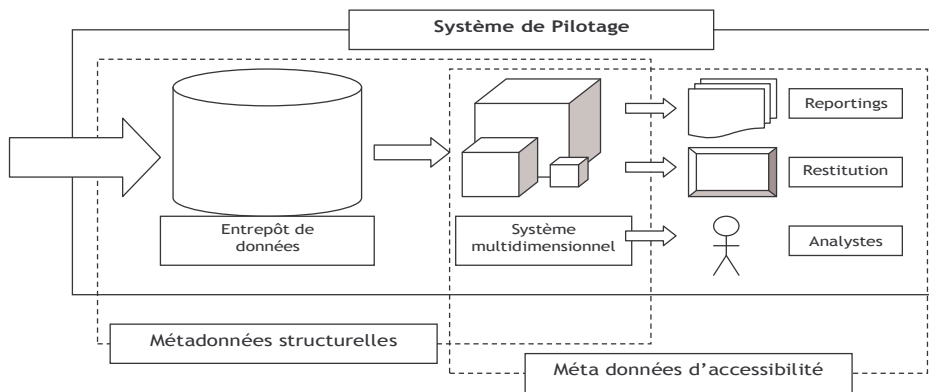 Système de Pilotage
Reportings
Restitution
Entrepôt de
données
Système
multidimensionnel
Analystes
Métadonnées structurelles
Méta données d’accessibilité